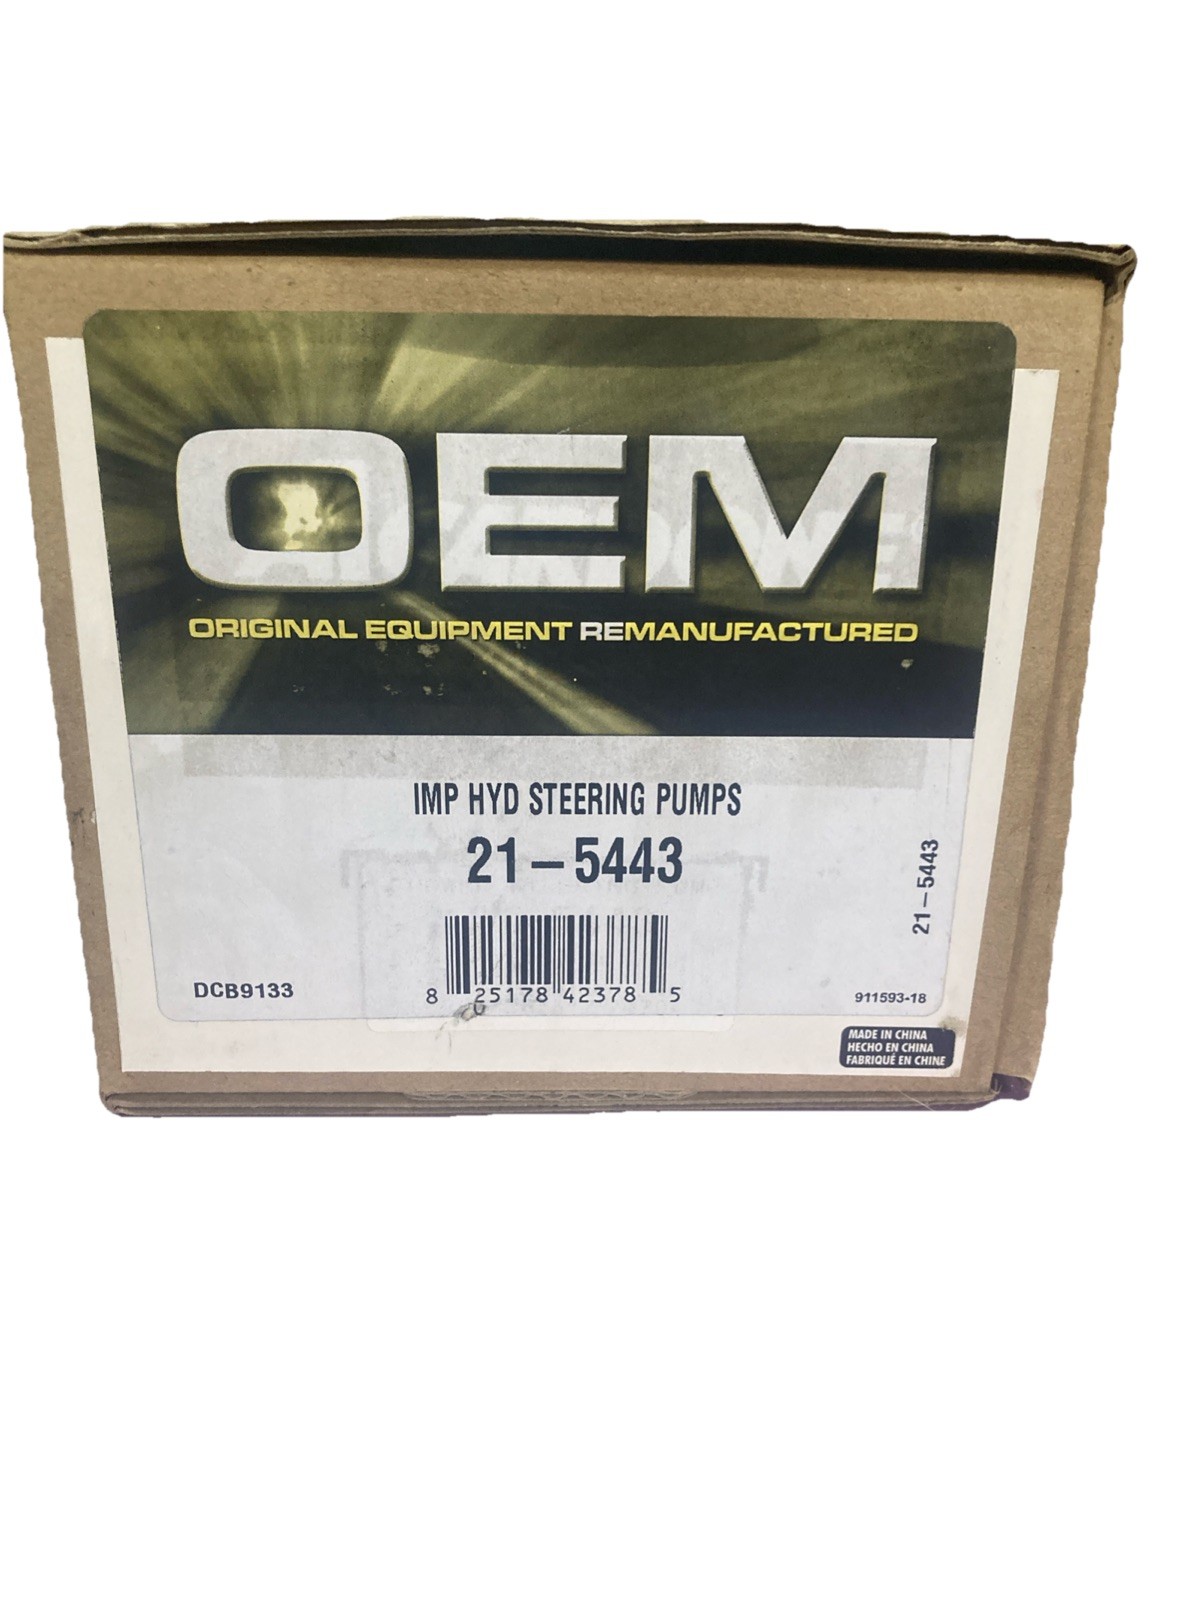 OEM
ORIGINAL EQUIPMENT REMANUFACTURED
IMP HYD STEERING PUMPS
21-5443
21-5443
8 25178 42378 5
DCB9133
911593-18
MADE IN CHINA
HECHO EN CHINA
FABRIQUÉ EN CHINE